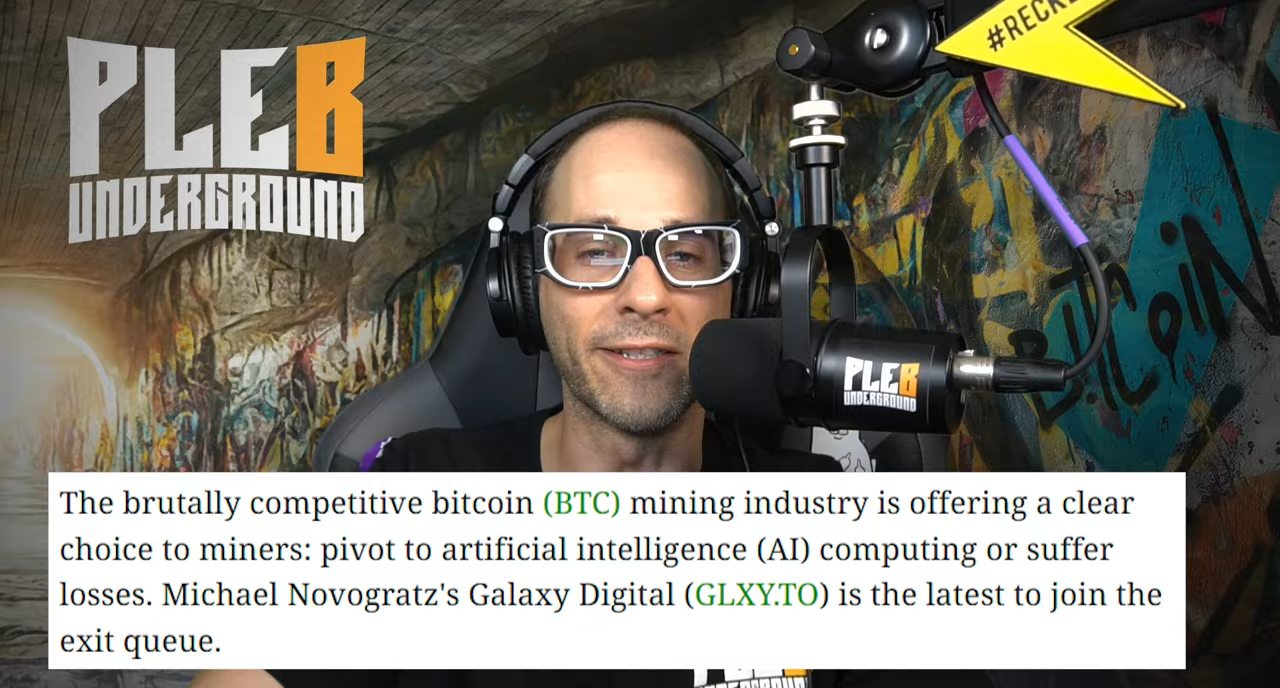 PLEB
UNDERGROUND
BITCOIN
PLEB
UNDERGROUND
The brutally competitive bitcoin (BTC) mining industry is offering a clear
choice to miners: pivot to artificial intelligence (AI) computing or suffer
losses. Michael Novogratz's Galaxy Digital (GLXY.TO) is the latest to join the
exit queue.